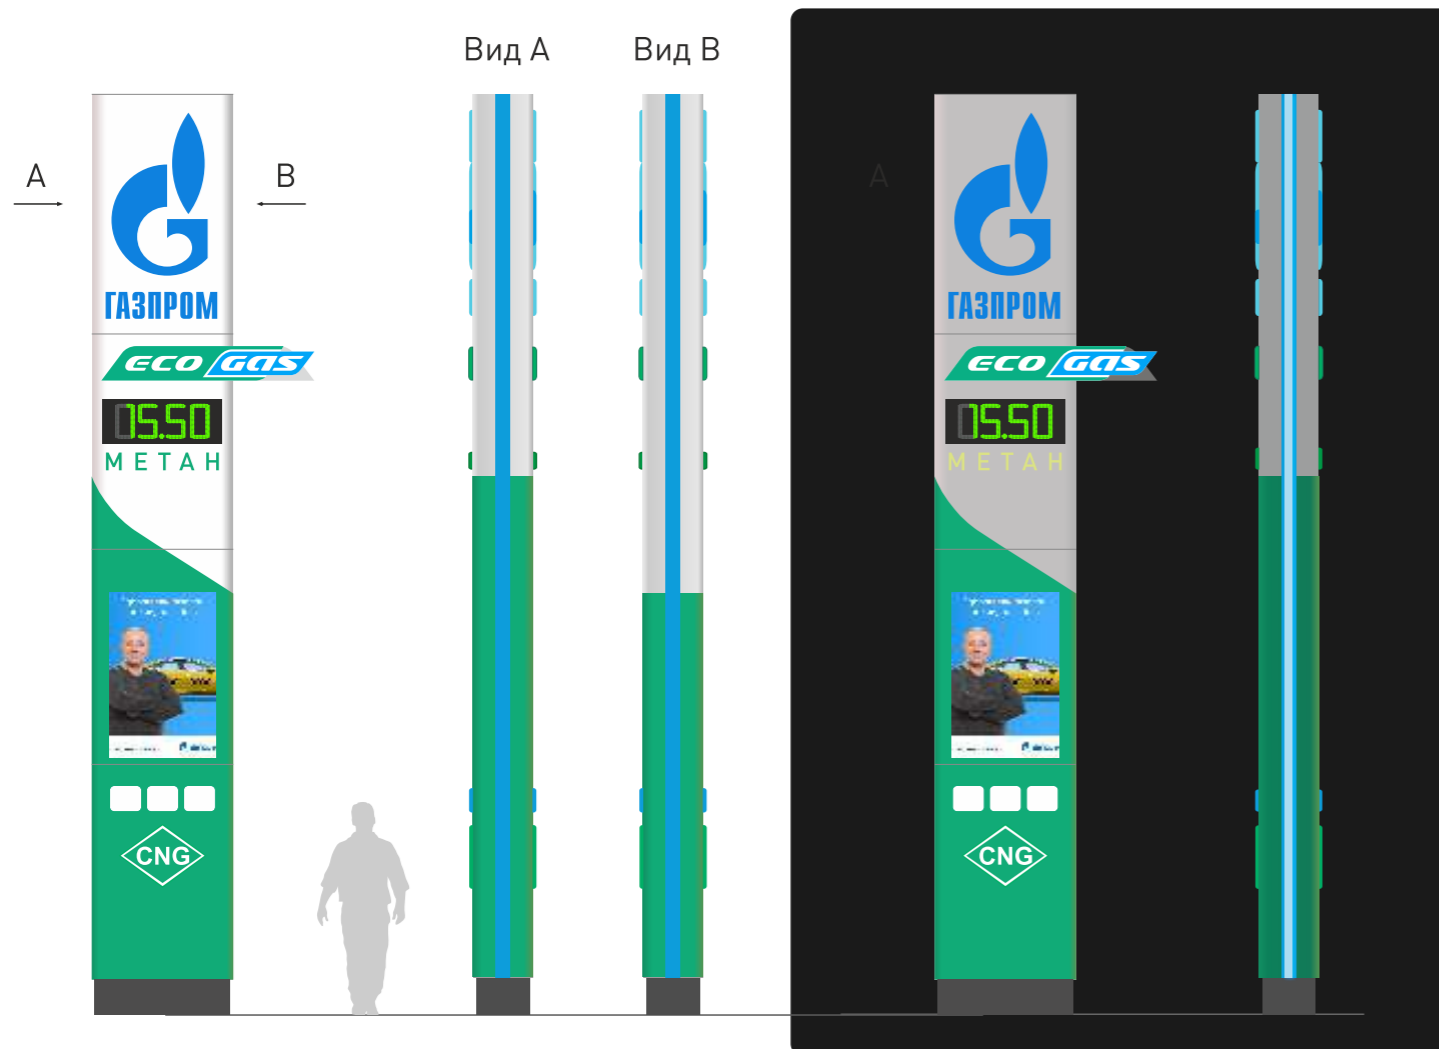 Вид А
Вид В
А
В
ГАЗПРОМ
ECO GAS
15.50
МЕТАН
CNG
А
ГАЗПРОМ
ECO GAS
15.50
МЕТАН
CNG